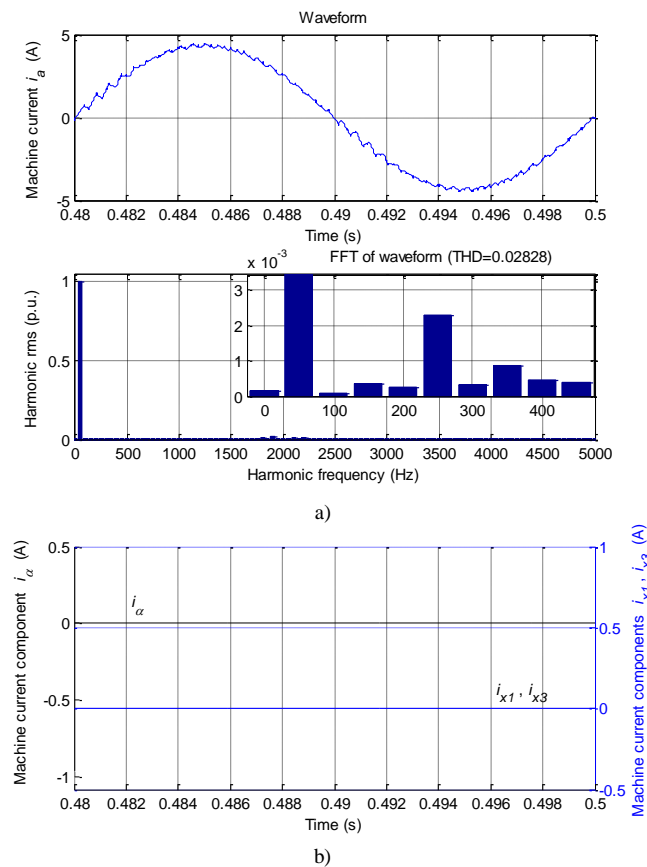 Waveform
Machine current i_a (A)
5
0
-5
0.48 0.482 0.484 0.486 0.488 0.49 0.492 0.494 0.496 0.498 0.5
Time (s)
FFT of waveform (THD=0.02828)
x 10^-3
Harmonic rms (p.u.)
1
0.5
0
3
2
1
0
0 100 200 300 400
0 500 1000 1500 2000 2500 3000 3500 4000 4500 5000
Harmonic frequency (Hz)
a)
Machine current component i_α (A)
0.5
0
-0.5
-1
i_α
i_x1 , i_x3
1
0.5
0
-0.5
Machine current components i_x1, i_x3 (A)
0.48 0.482 0.484 0.486 0.488 0.49 0.492 0.494 0.496 0.498 0.5
Time (s)
b)